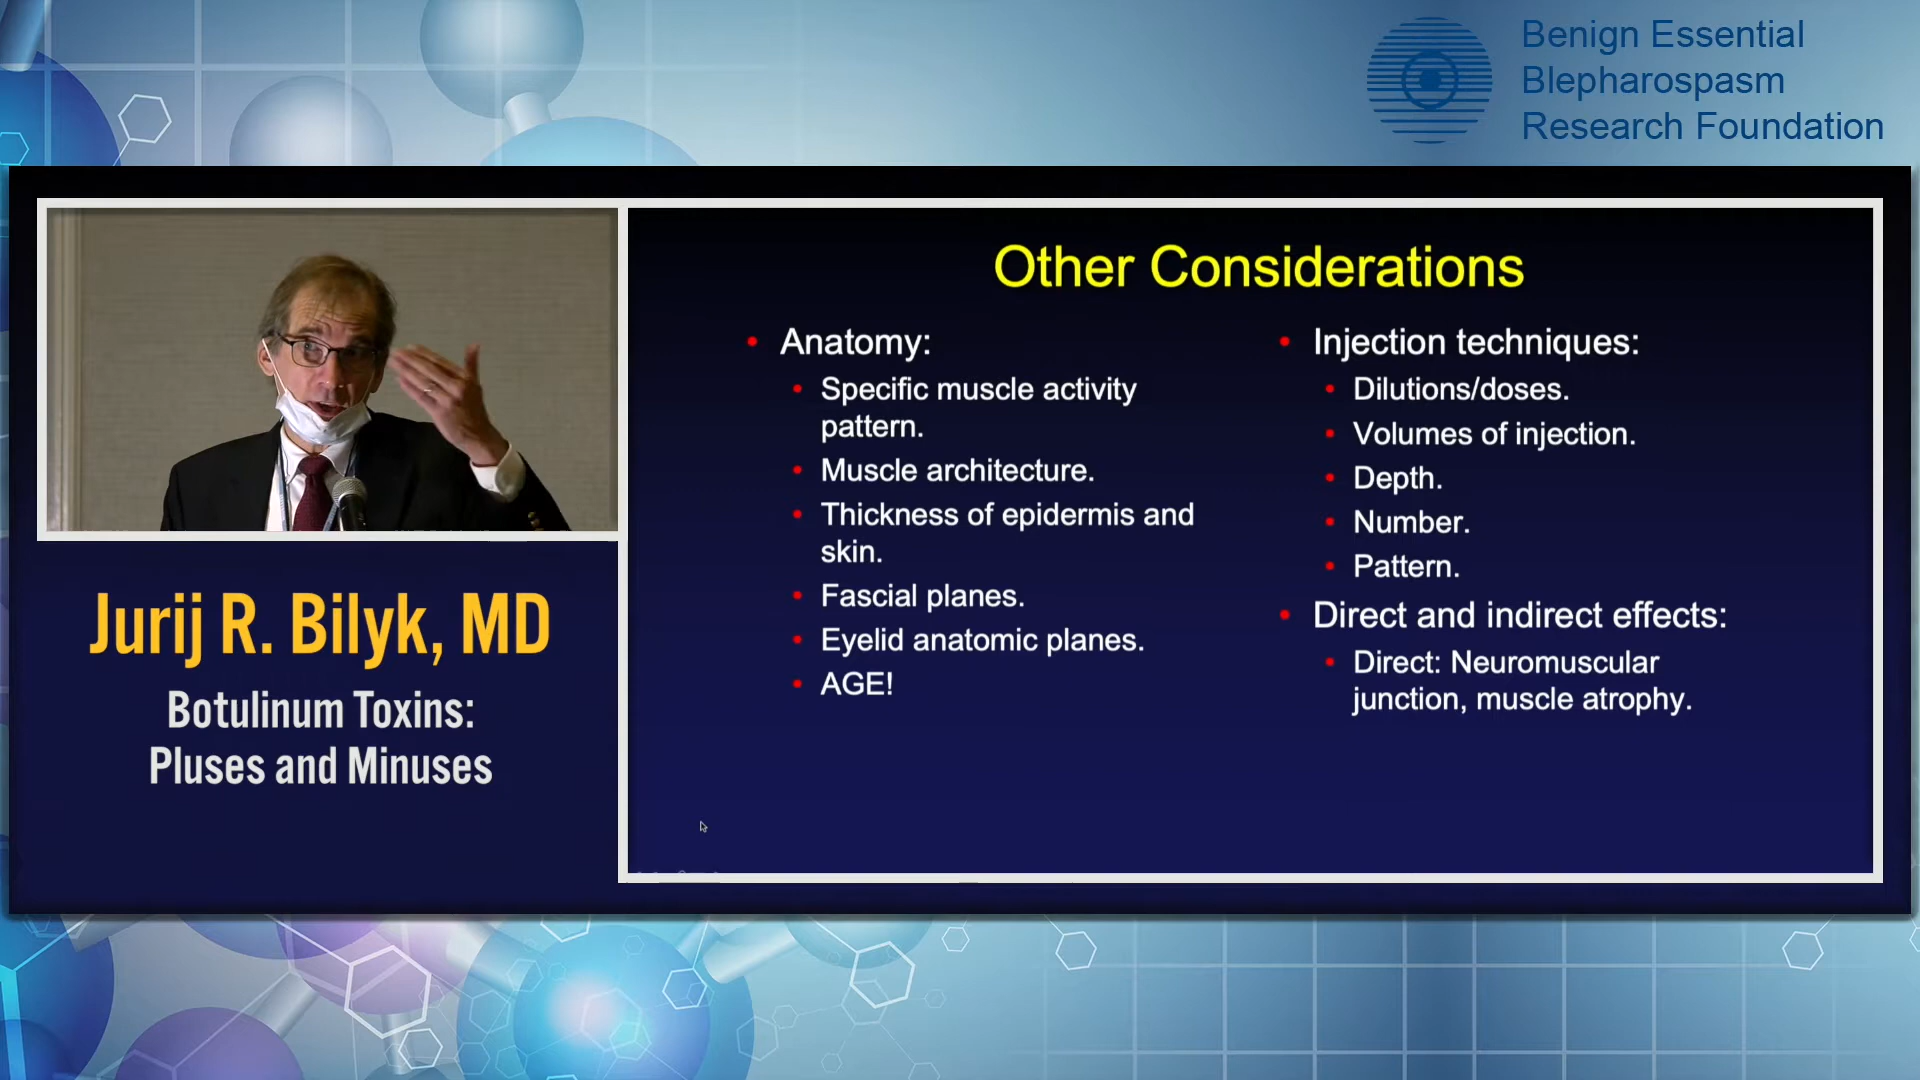 Benign Essential
Blepharospasm
Research Foundation
Jurij R. Bilyk, MD
Botulinum Toxins:
Pluses and Minuses
Other Considerations
• Anatomy:
• Specific muscle activity
pattern.
• Muscle architecture.
• Thickness of epidermis and
skin.
• Fascial planes.
• Eyelid anatomic planes.
• AGE!
• Injection techniques:
• Dilutions/doses.
• Volumes of injection.
• Depth.
• Number.
• Pattern.
• Direct and indirect effects:
• Direct: Neuromuscular
junction, muscle atrophy.